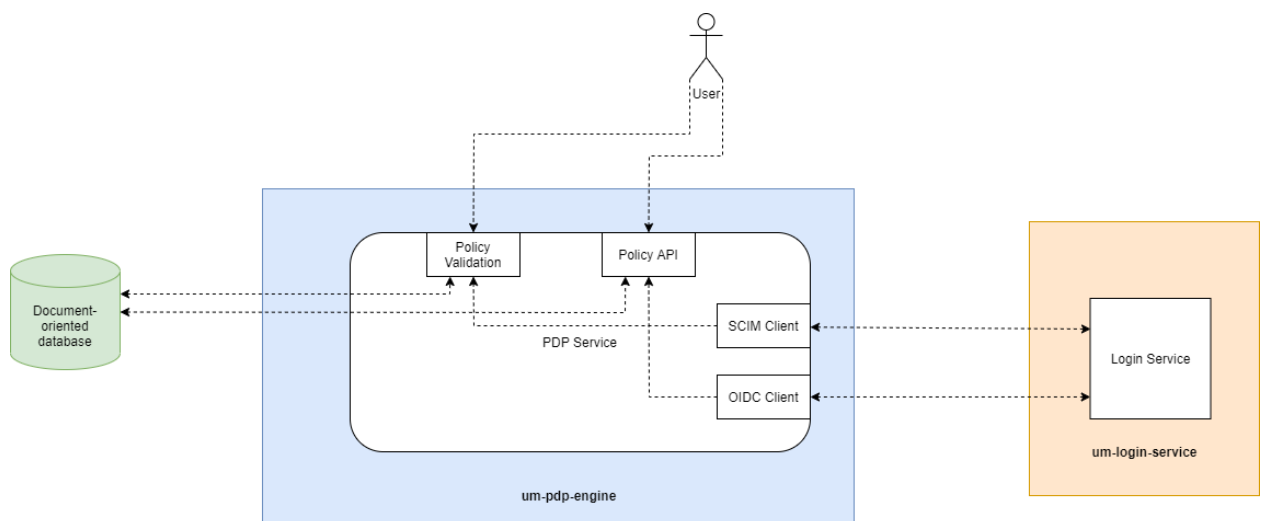 User
Policy
Validation
Policy API
Document-
oriented
database
SCIM Client
PDP Service
Login Service
OIDC Client
um-login-service
um-pdp-engine